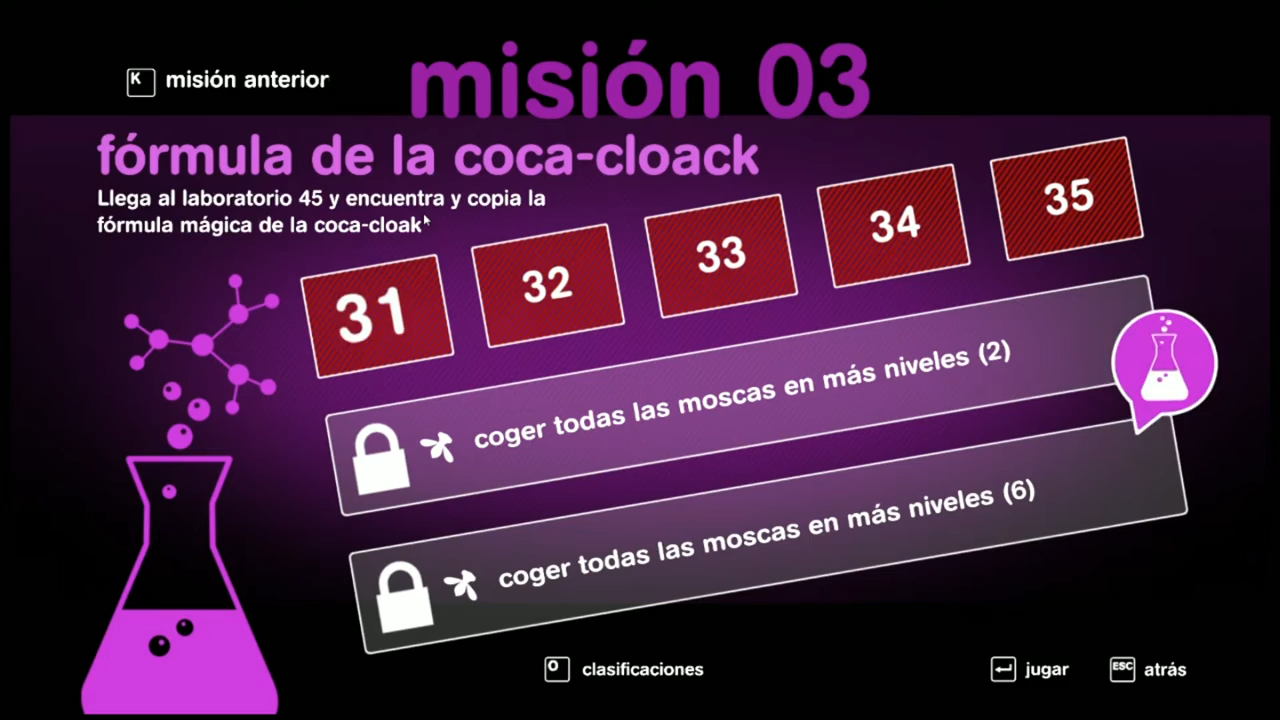 misión 03
K misión anterior
fórmula de la coca-cloack
Llega al laboratorio 45 y encuentra y copia la
fórmula mágica de la coca-cloak
31 32 33 34 35
coger todas las moscas en más niveles (2)
coger todas las moscas en más niveles (6)
O clasificaciones
jugar
ESC atrás